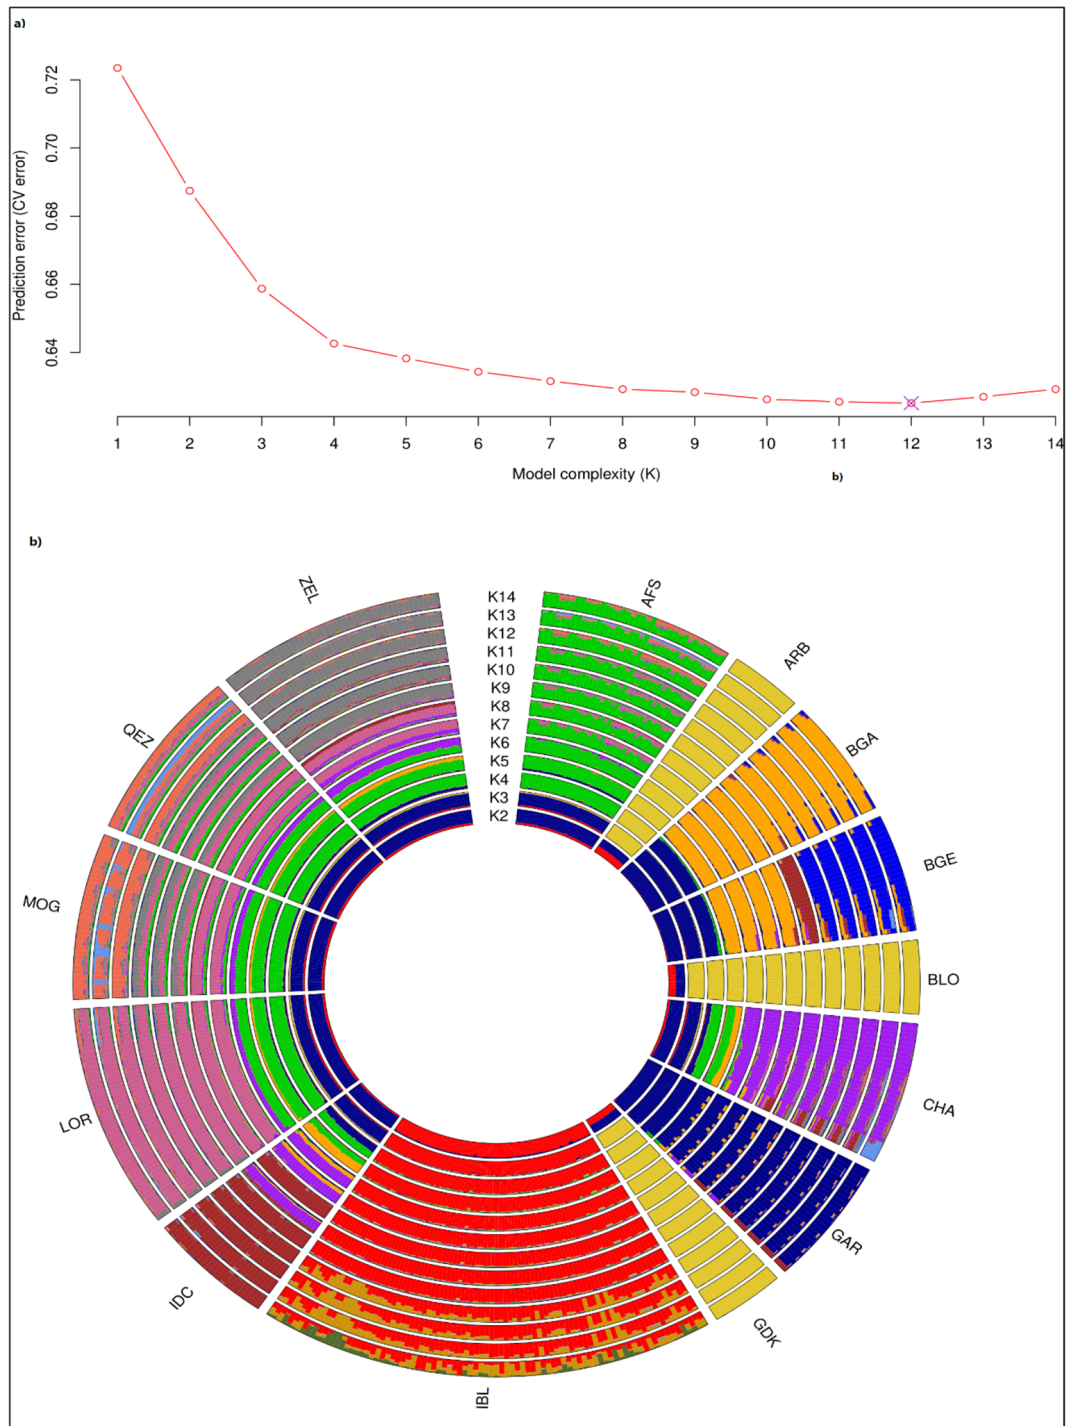 a)
Prediction error (CV error)
0.72
0.70
0.68
0.66
0.64
1 2 3 4 5 6 7 8 9 10 11 12 13 14
Model complexity (K)
b)
b)
ZEL
AFS
K14
K13
K12
K11
K10
K9
K8
K7
K6
K5
K4
K3
K2
ARB
QEZ
BGA
BGE
MOG
BLO
LOR
CHA
GAR
IDC
GDK
IBL